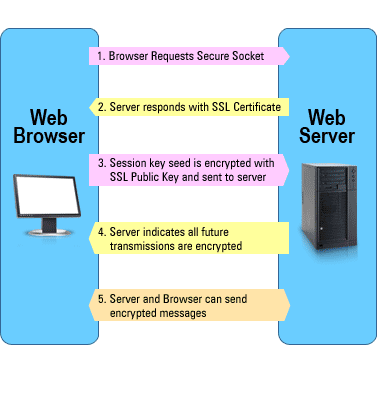 1. Browser Requests Secure Socket
Web
Browser
2. Server responds with SSL Certificate
Web
Server
3. Session key seed is encrypted with
SSL Public Key and sent to server
4. Server indicates all future
transmissions are encrypted
5. Server and Browser can send
encrypted messages